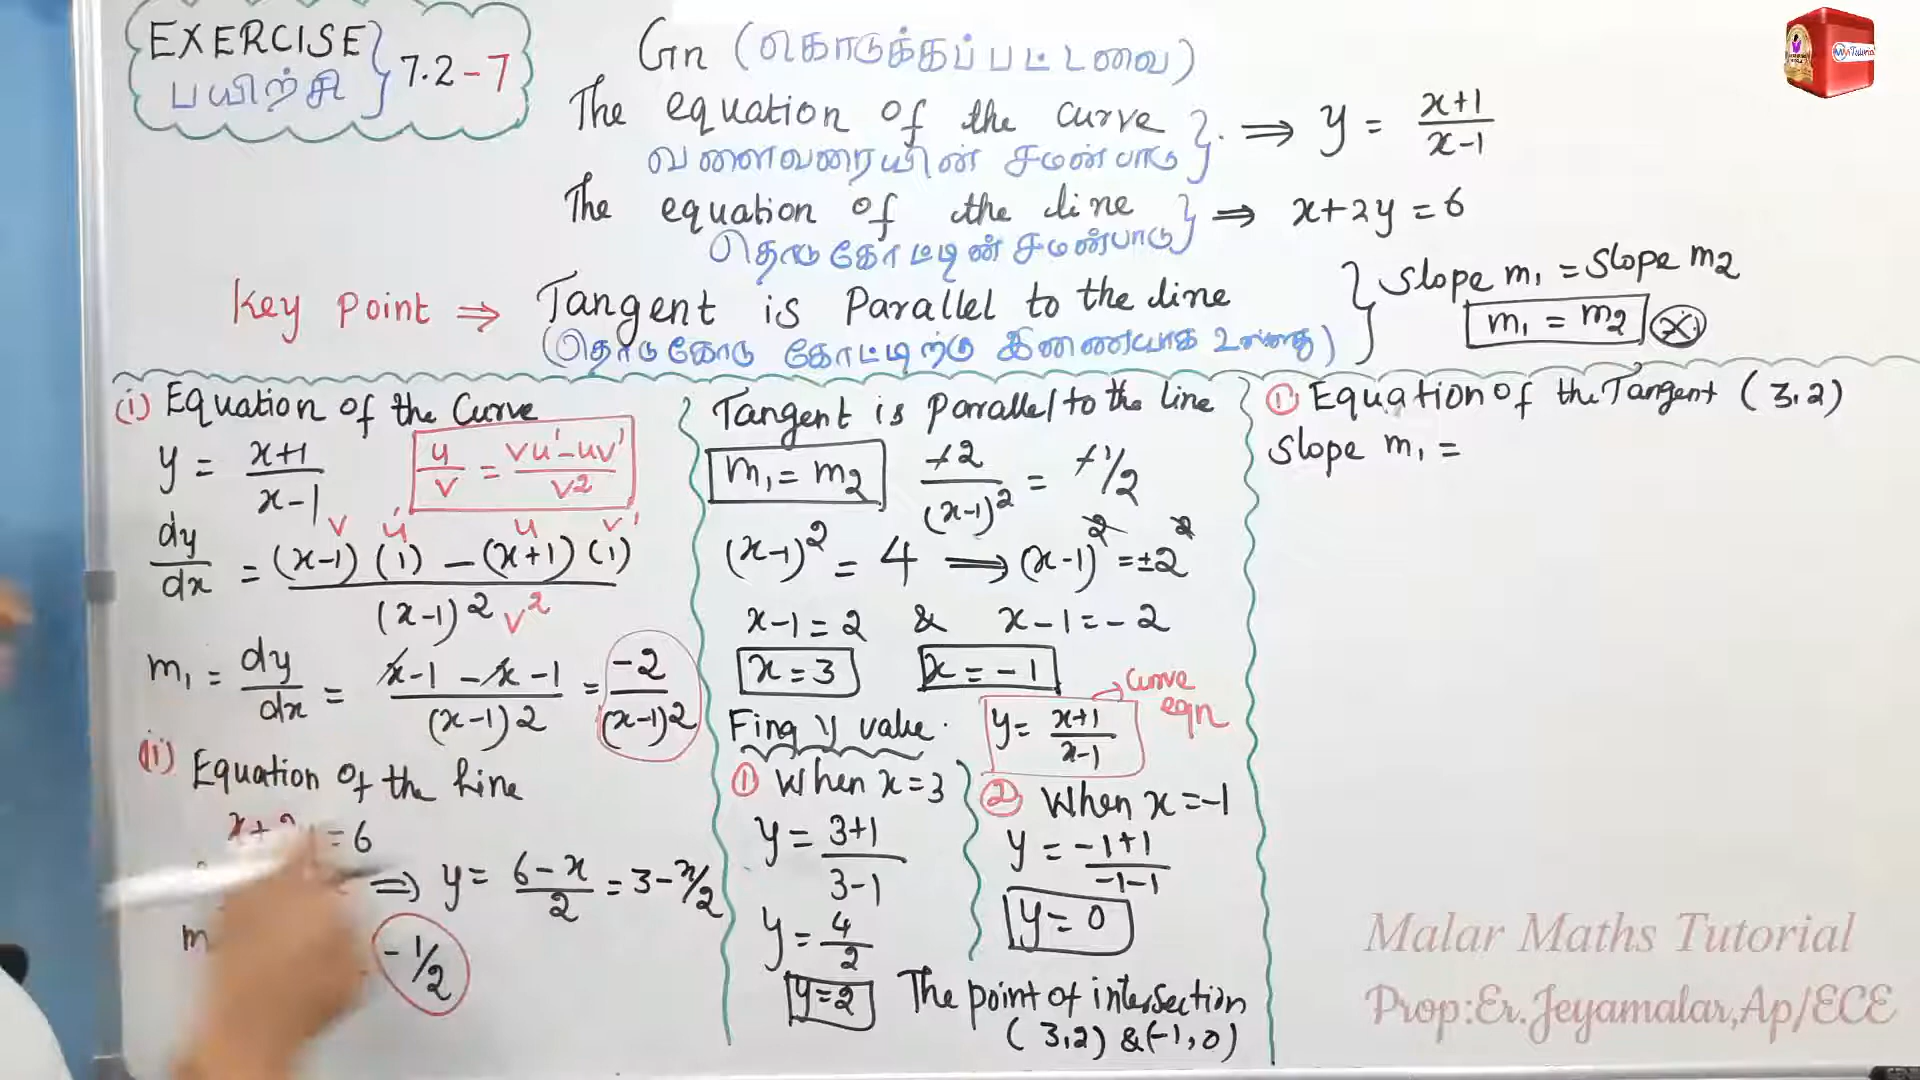 EXERCISE
பயிற்சி
7.2-7
Gn (கொடுக்கப்பட்டவை)
The equation of the curve ⇒ y = x+1/x-1
வளைவரையின் சமன்பாடு
The equation of the line ⇒ x+2y=6
தொடுகோட்டின் சமன்பாடு
Key point ⇒ Tangent is Parallel to the line
(தொடுகோடு கோட்டிற்கு இணையாக உள்ளது)
Slope m₁ = Slope m2
m₁ = m2
(i) Equation of the Curve
y = x+1/x-1
u/v = vu'-uv'/v2
v u' u v'
dy/dx = (x-1)(1) - (x+1)(1)/(x-1)2
v2
m₁ = dy/dx = x-1-x-1/(x-1)2 = -2/(x-1)2
(ii) Equation of the line
=6
⇒ y = 6-x/2 = 3-x/2
m
-1/2
Tangent is parallel to the line
m₁ = m2
-2/(x-1)2 = -1/2
(x-1)2 = 4 ⟹ (x-1)2 = ±2 2
x-1=2 & x-1=-2
x=3 x=-1
Fing y value.
y = x+1/x-1
curve eqn
① When x=3
y = 3+1/3-1
y = 4/2
y=2
② When x=-1
y = -1+1/-1-1
y=0
The point of intersection
(3,2) & (-1,0)
① Equation of the Tangent (3,2)
Slope m₁ =
Malar Maths Tutorial
Prop:Er.Jeyamalar,Ap/ECE